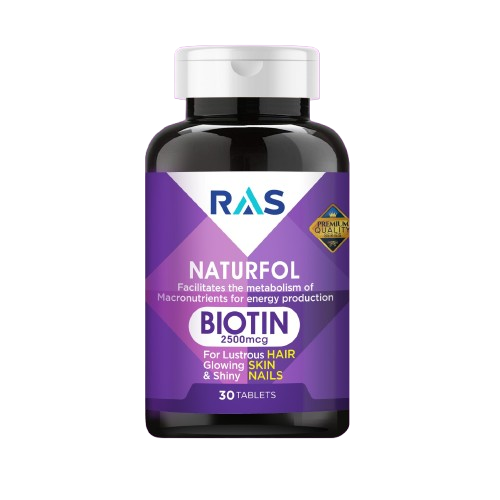 RAS
PREMIUM
QUALITY
NATURFOL
Facilitates the metabolism of
Macronutrients for energy production
BIOTIN
2500mcg
For Lustrous HAIR
Glowing SKIN
& Shiny NAILS
30 TABLETS